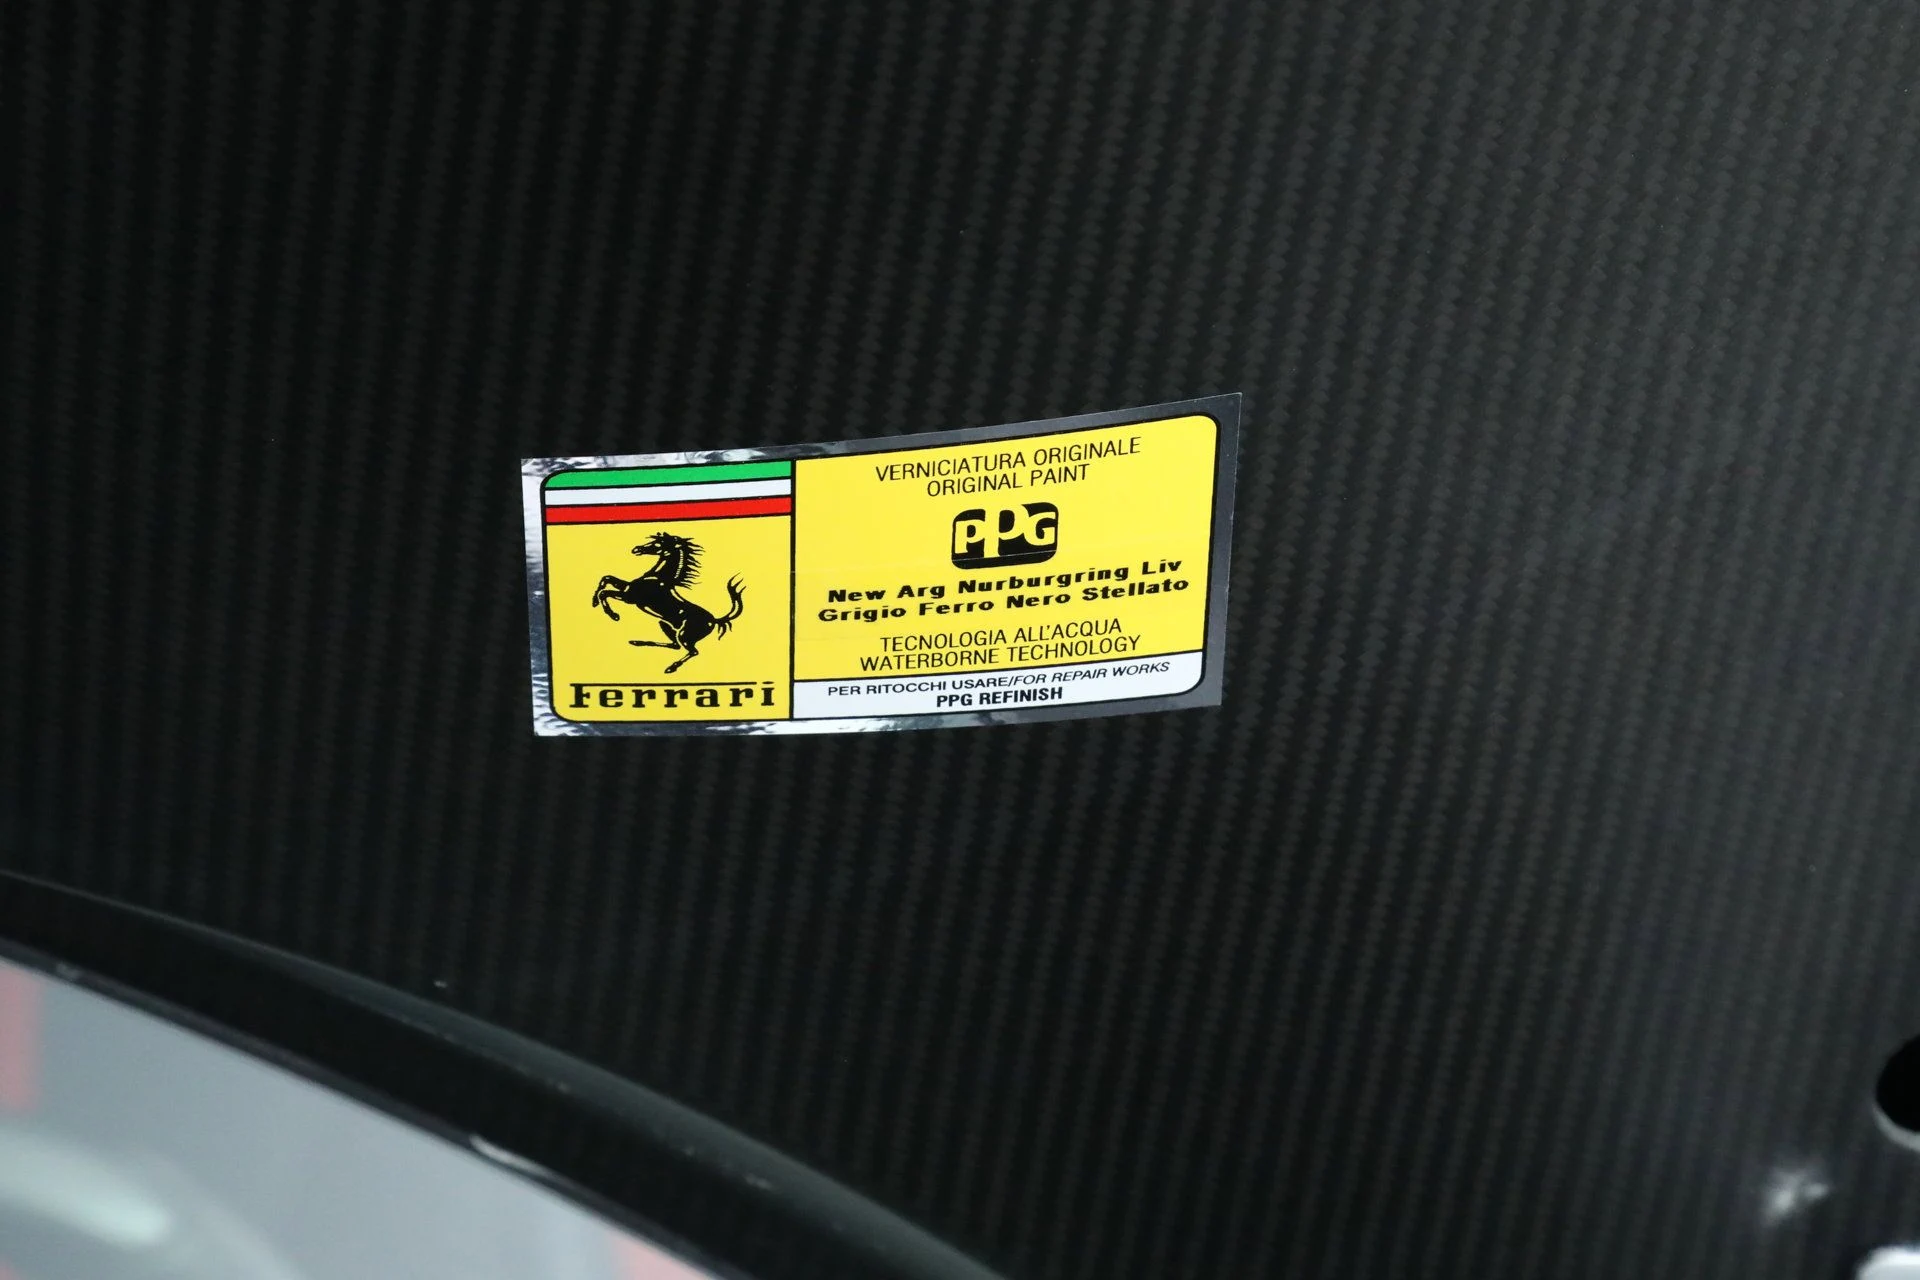 Ferrari
VERNICIATURA ORIGINALE
ORIGINAL PAINT
PPG
New Arg Nurburgring Liv
Grigio Ferro Nero Stellato
TECNOLOGIA ALL'ACQUA
WATERBORNE TECHNOLOGY
PER RITOCCHI USARE/FOR REPAIR WORKS
PPG REFINISH